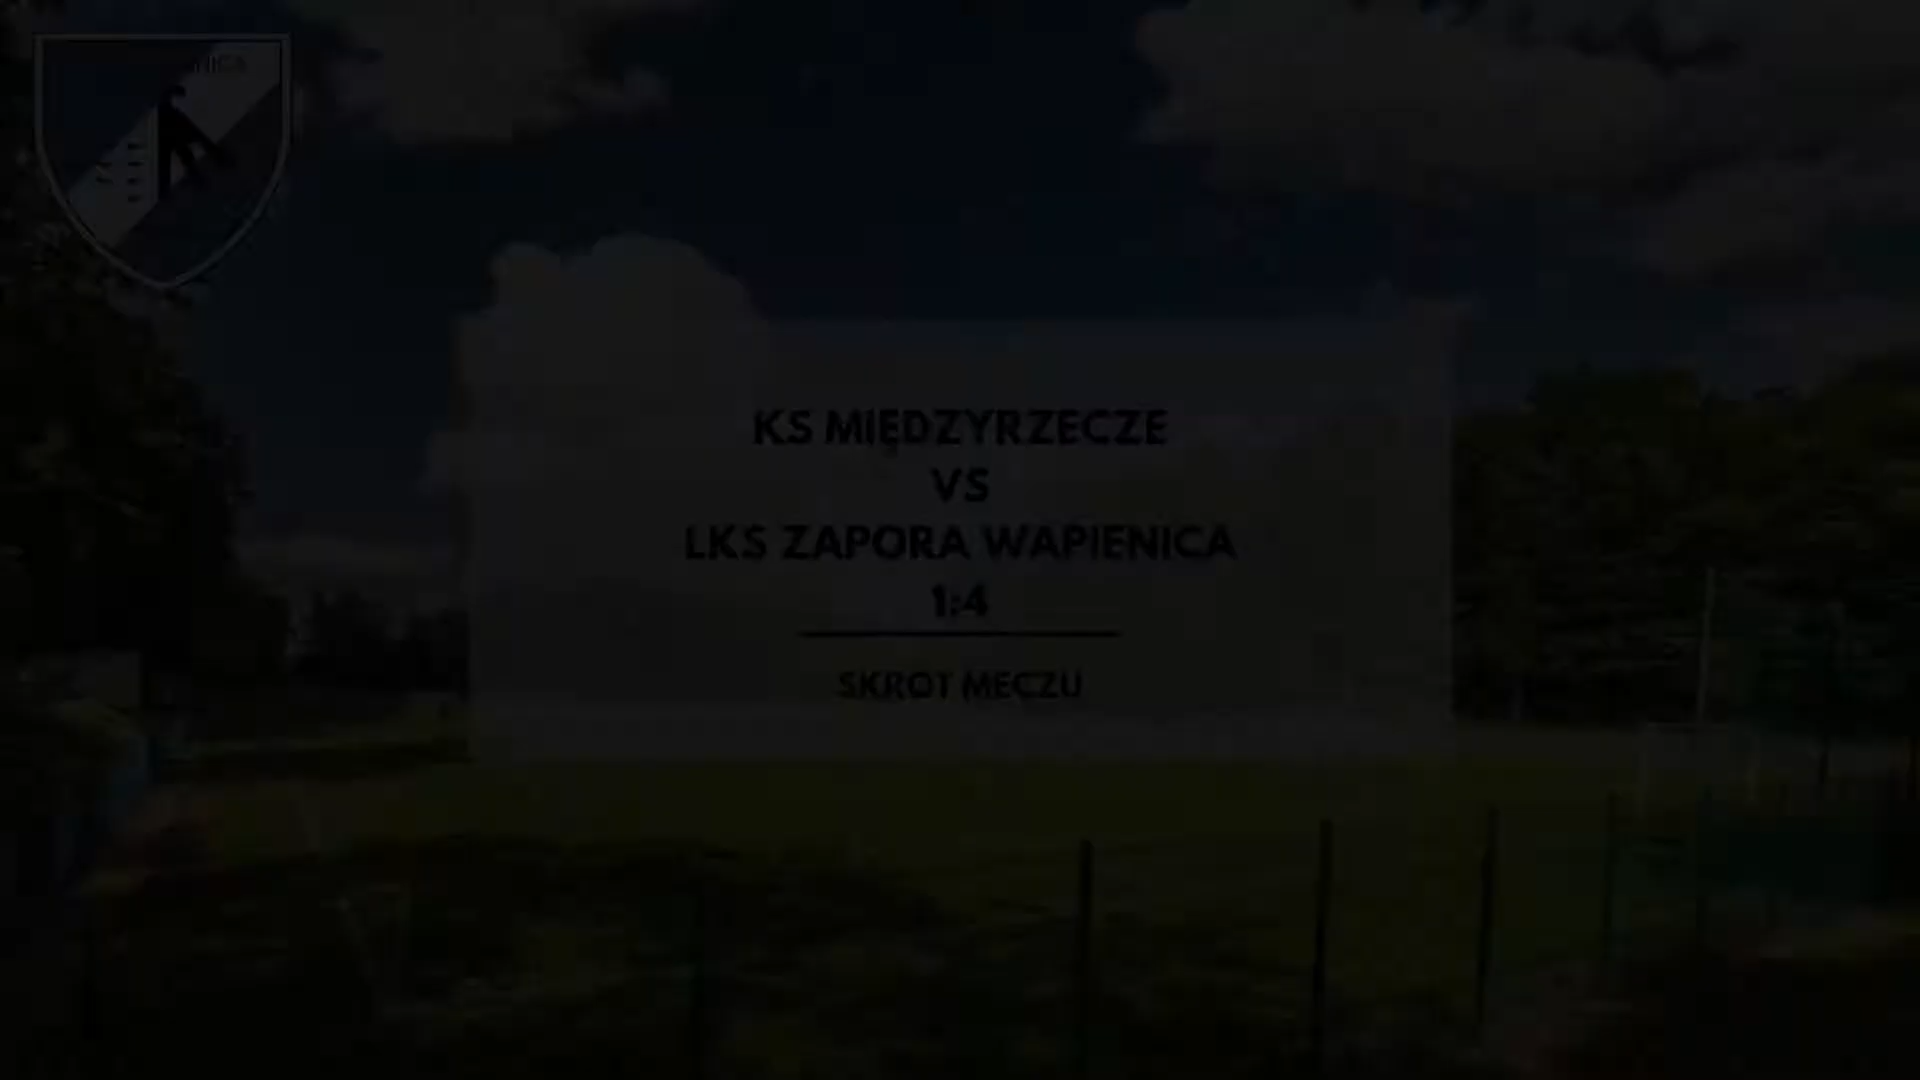 KS MIĘDZYRZECZE
VS
LKS ZAPORA WAPIENICA
1:4
SKRÓT MECZU